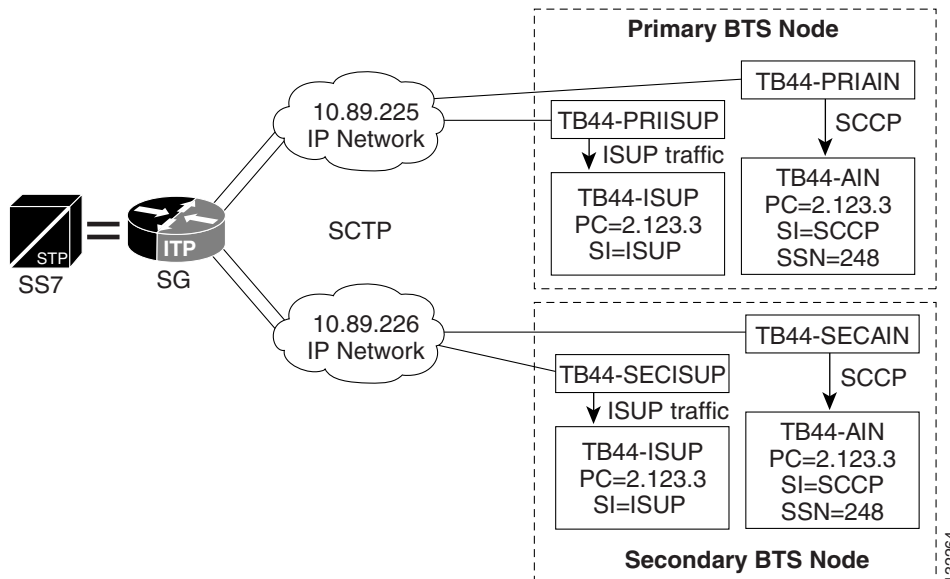 Primary BTS Node
TB44-PRIAIN
10.89.225
IP Network
TB44-PRIISUP
SCCP
ISUP traffic
TB44-ISUP
PC=2.123.3
SI=ISUP
TB44-AIN
PC=2.123.3
SI=SCCP
SSN=248
STP
SS7
ITP
SG
SCTP
10.89.226
IP Network
TB44-SECAIN
TB44-SECISUP
SCCP
ISUP traffic
TB44-ISUP
PC=2.123.3
SI=ISUP
TB44-AIN
PC=2.123.3
SI=SCCP
SSN=248
Secondary BTS Node